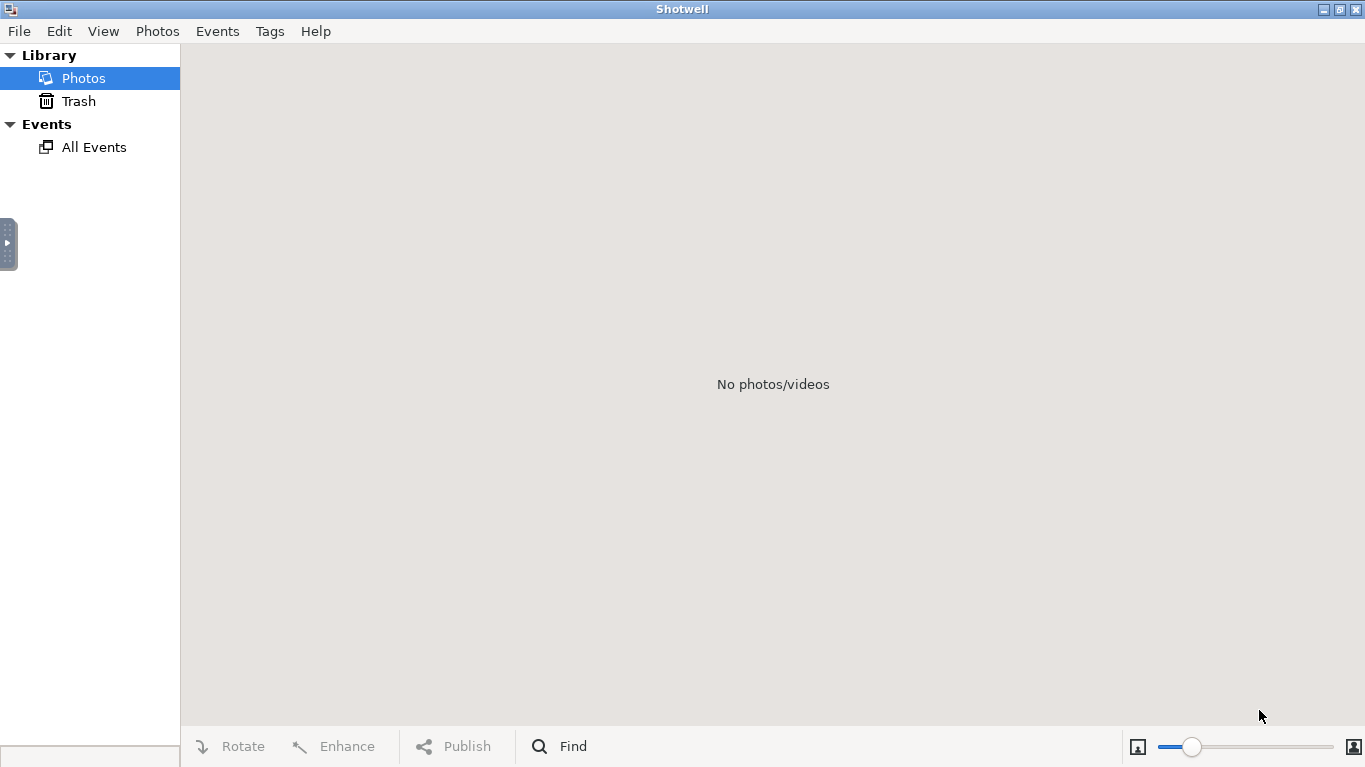 Shotwell
File Edit View Photos Events Tags Help
Library
Photos
Trash
Events
All Events
No photos/videos
Rotate Enhance Publish Find